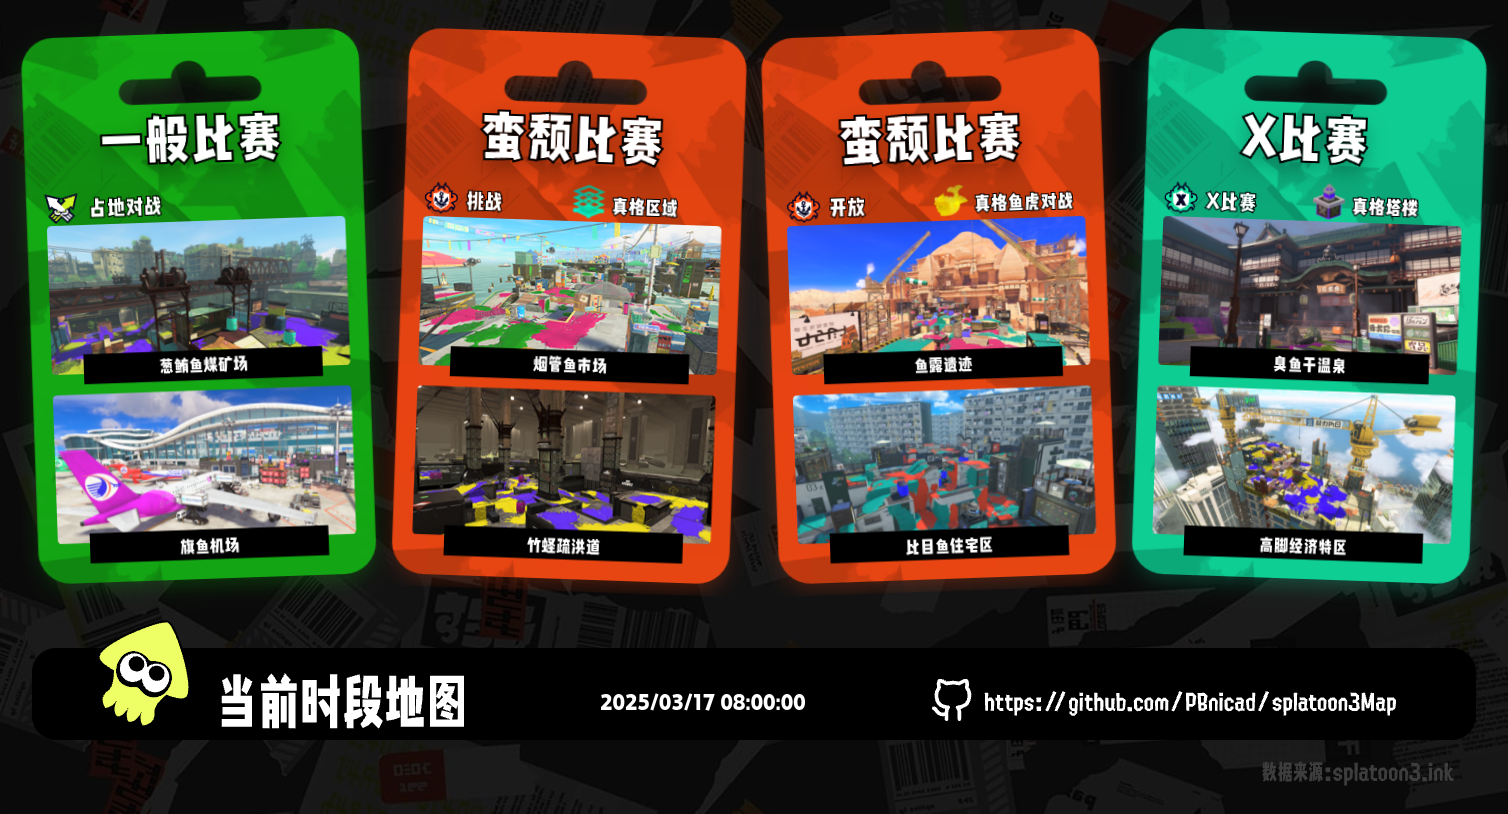 一般比赛
占地对战
葱鲔鱼煤矿场
旗鱼机场
蛮颓比赛
挑战
真格区域
烟管鱼市场
竹蛏疏洪道
蛮颓比赛
开放
真格鱼虎对战
鱼露遗迹
比目鱼住宅区
X比赛
X比赛
真格塔楼
臭鱼干温泉
高脚经济特区
当前时段地图
2025/03/17 08:00:00
https://github.com/PBnicad/splatoon3Map
数据来源:splatoon3.ink